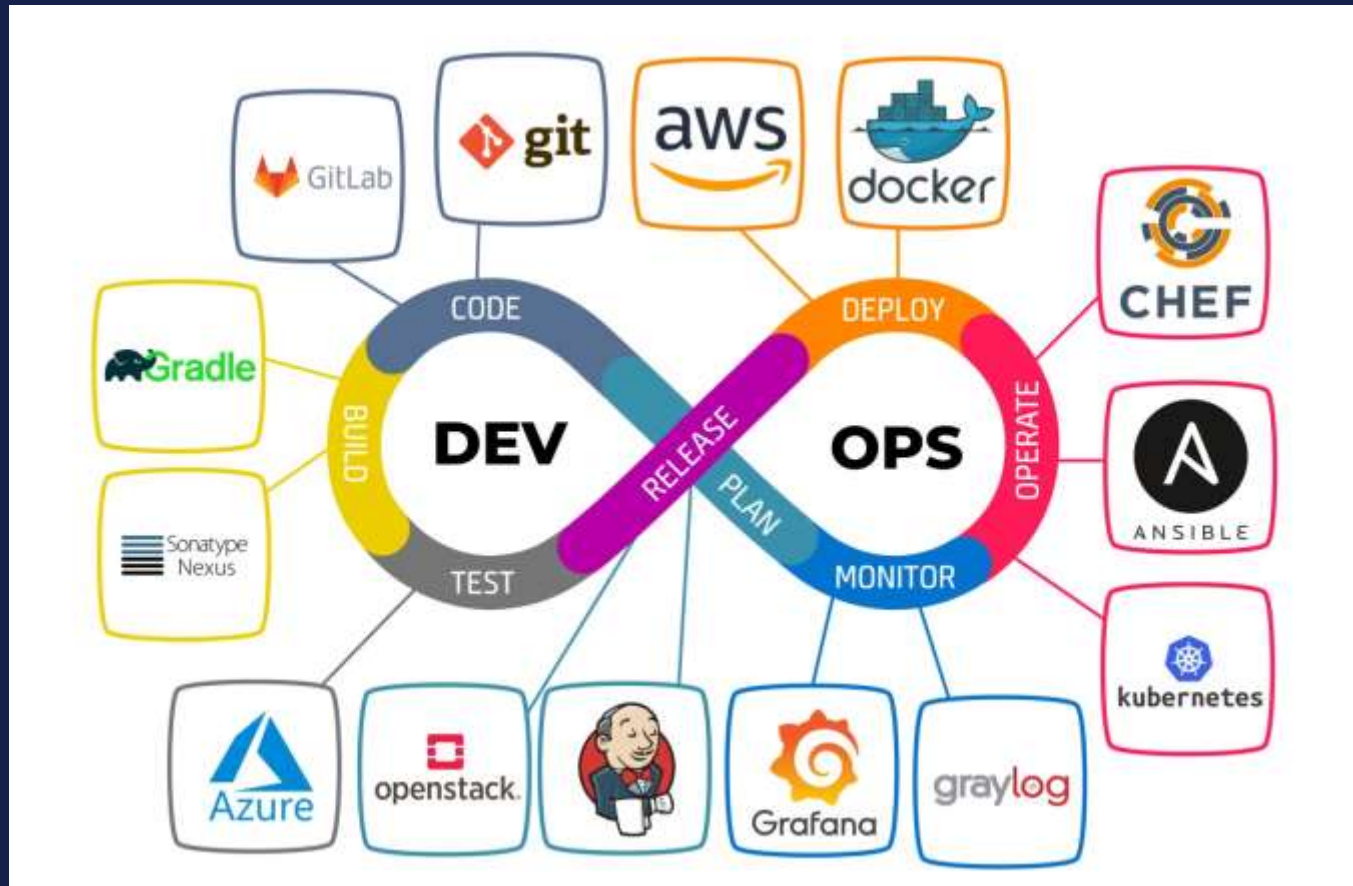 git
aws
docker
GitLab
CHEF
CODE
DEPLOY
Gradle
BUILD
DEV
RELEASE
OPS
OPERATE
PLAN
ANSIBLE
Sonatype
Nexus
TEST
MONITOR
kubernetes
Azure
openstack.
Grafana
graylog